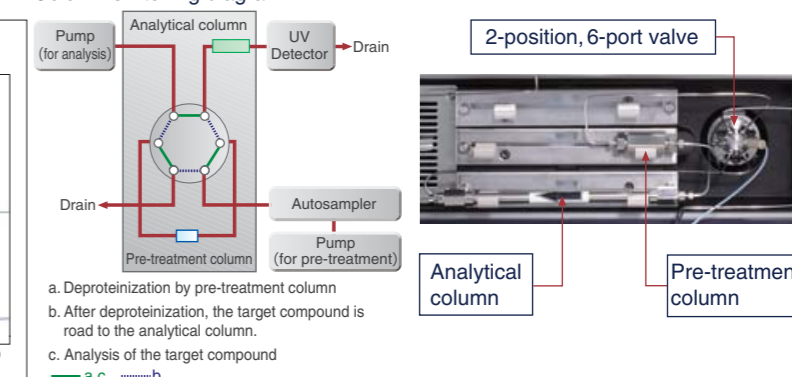 Analytical column
Pump
(for analysis)
UV
Detector
Drain
Drain
Autosampler
Pump
(for pre-treatment)
Pre-treatment column
a. Deproteinization by pre-treatment column
b. After deproteinization, the target compound is
road to the analytical column.
c. Analysis of the target compound
a,c
b
2-position, 6-port valve
Analytical
column
Pre-treatmen
column